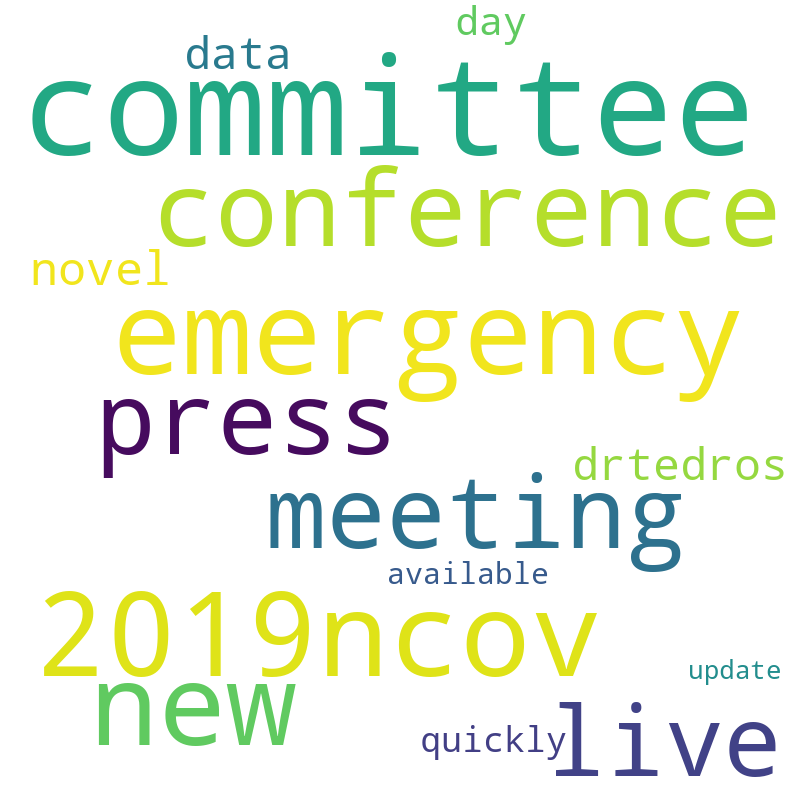 day
data
committee
conference
novel
emergency
press
drtedros
meeting
available
2019ncov
update
new
quickly
live